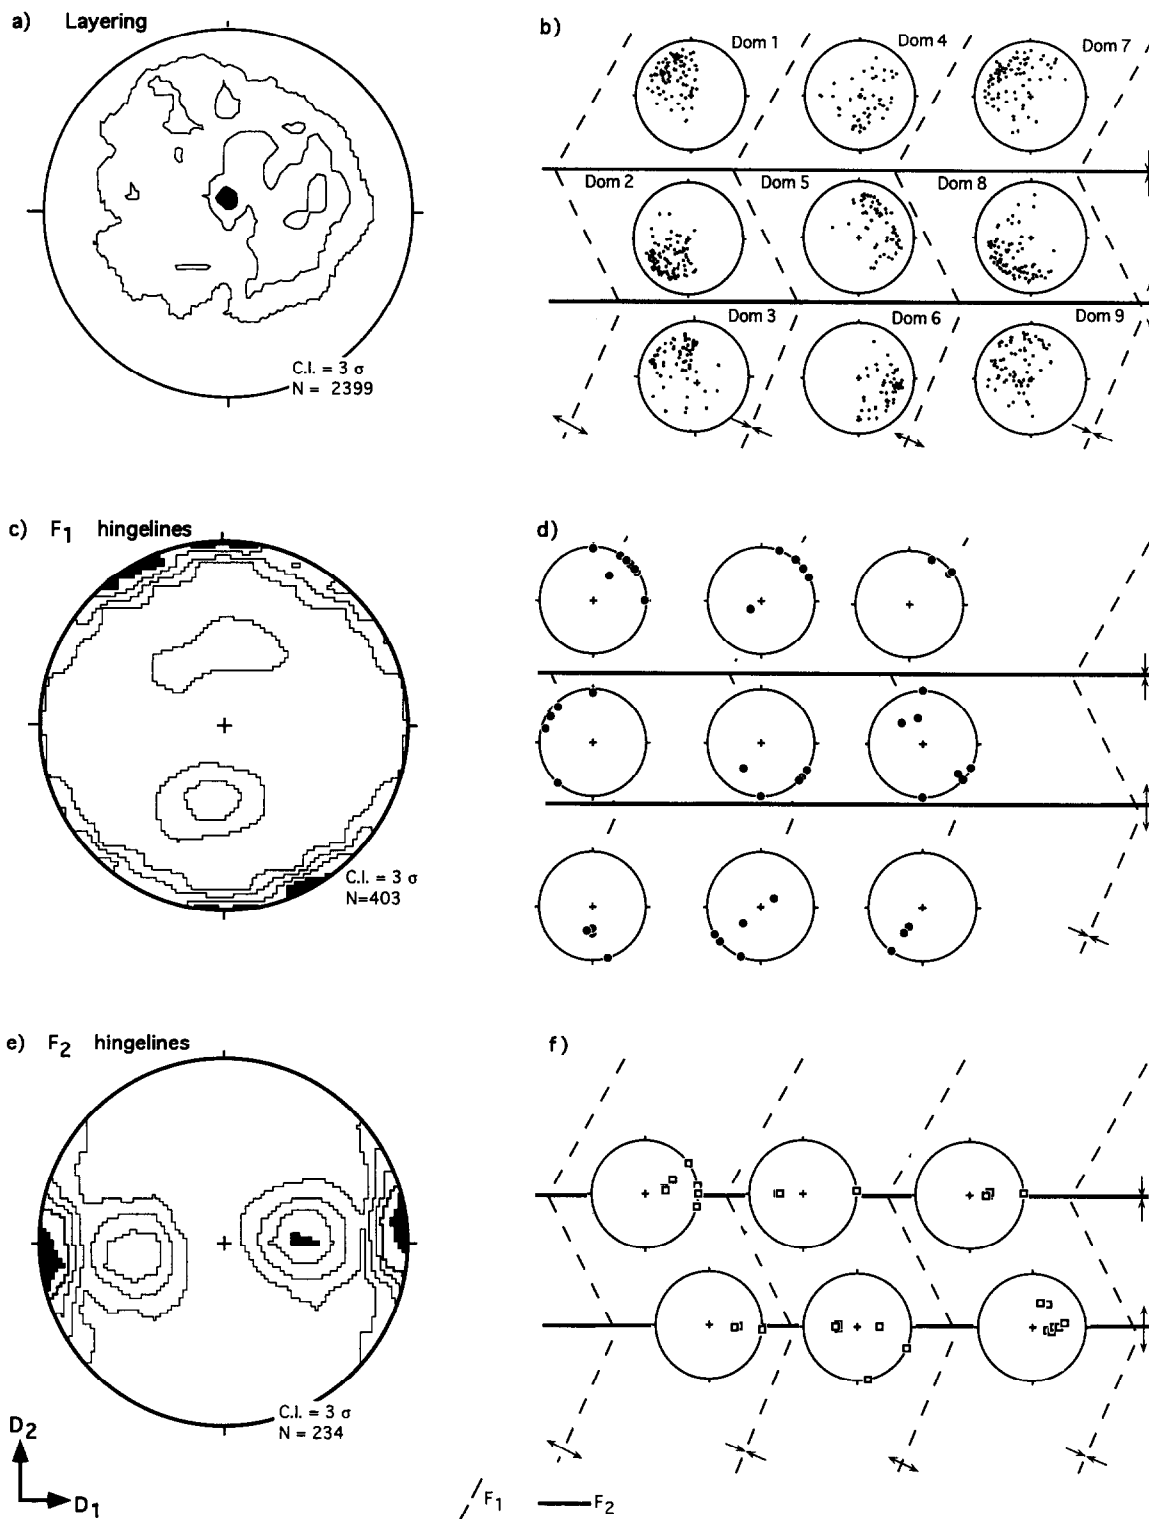 a) Layering
C.I. = 3 σ
N = 2399
b)
Dom 1
Dom 4
Dom 7
Dom 2
Dom 5
Dom 8
Dom 3
Dom 6
Dom 9
c) F1 hingelines
C.I. = 3 σ
N=403
d)
e) F2 hingelines
C.I. = 3 σ
N = 234
D2
D1
f)
F1
F2